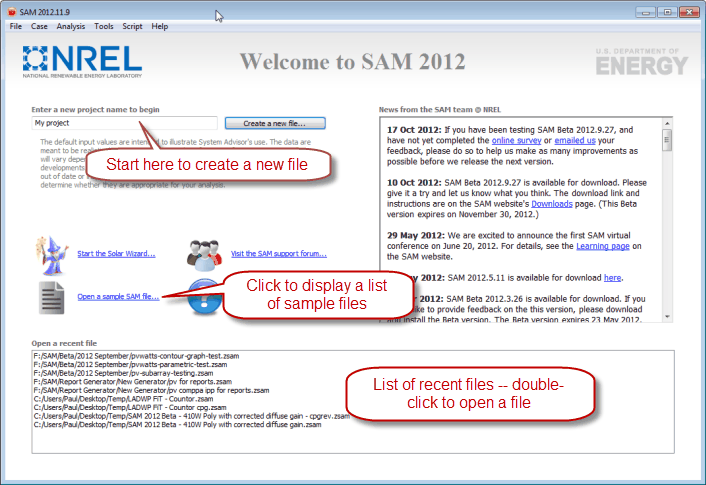 SAM 2012.11.9
File Case Analysis Tools Script Help
NREL
NATIONAL RENEWABLE ENERGY LABORATORY
Welcome to SAM 2012
U.S. DEPARTMENT OF
ENERGY
Enter a new project name to begin
My project
Create a new file...
The default input values are inten to illustrate System Advisor's use. The data are
meant to be real
will vary depe
developments
out of date or i
determine whether they are appropriate for your analysis.
Start here to create a new file
Start the Solar Wizard...
Visit the SAM support forum...
Open a sample SAM file...
Click to display a list
of sample files
News from the SAM team @ NREL
17 Oct 2012: If you have been testing SAM Beta 2012.9.27, and
have not yet completed the online survey or emailed us your
feedback, please do so to help us make as many improvements as
possible before we release the next version.
10 Oct 2012: SAM Beta 2012.9.27 is available for download. Please
give it a try and let us know what you think. The download link and
instructions are on the SAM website's Downloads page. (This Beta
version expires on November 30, 2012.)
29 May 2012: We are excited to announce the first SAM virtual
conference on June 20, 2012. For details, see the Learning page on
the SAM website.
2012: SAM 2012.5.11 is available for download here.
2012: SAM Beta 2012.3.26 is available for download. If you
like to provide feedback on the this version, please download
and install the Beta version. The Beta version expires 23 May 2012.
Open a recent file
F:/SAM/Beta/2012 September/pvwatts-contour-graph-test.zsam
F:/SAM/Beta/2012 September/pvwatts-parametric-test.zsam
F:/SAM/Beta/2012 September/pv-subarray-testing.zsam
F:/SAM/Report Generator/New Generator/pv for reports.zsam
F:/SAM/Report Generator/New Generator/pv comppa ipp for reports.zsam
C:/Users/Paul/Desktop/Temp/LADWP FIT - Countor.zsam
C:/Users/Paul/Desktop/Temp/LADWP FIT - Countor cpg.zsam
C:/Users/Paul/Desktop/Temp/SAM 2012 Beta - 410W Poly with corrected diffuse gain - cpgrev.zsam
C:/Users/Paul/Desktop/Temp/SAM 2012 Beta - 410W Poly with corrected diffuse gain.zsam
List of recent files -- double-
click to open a file